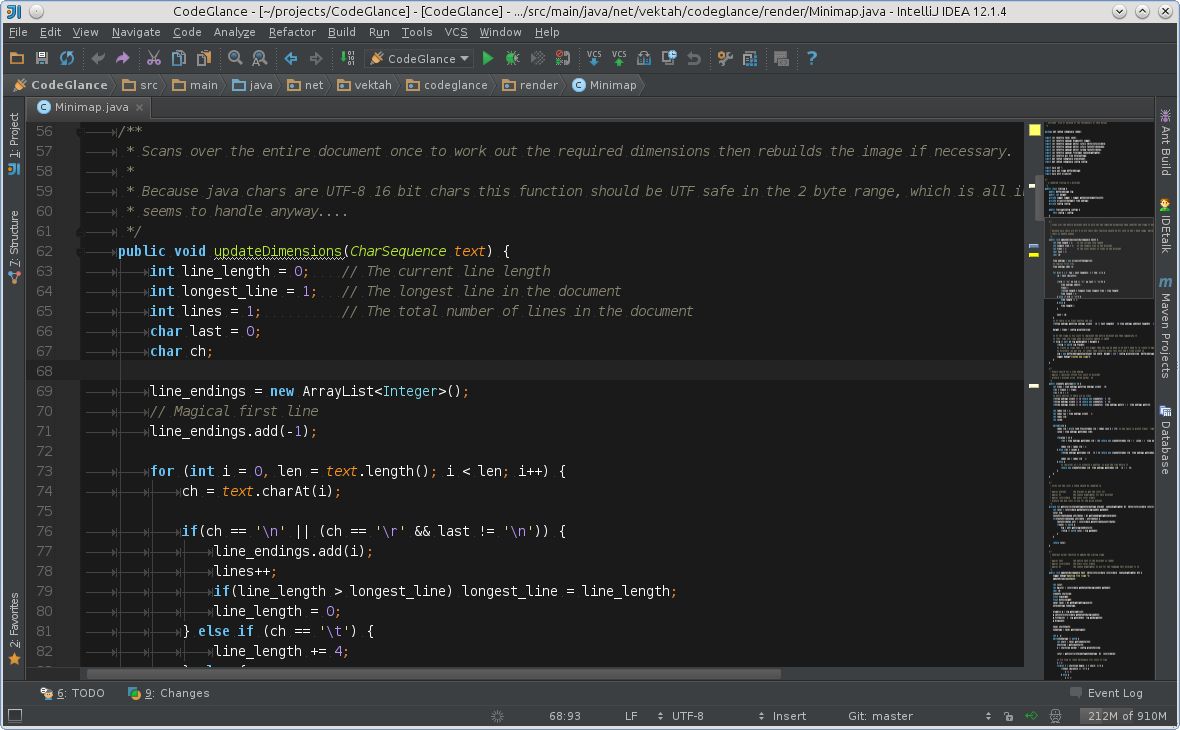 CodeGlance - [~/projects/CodeGlance] - [CodeGlance] - .../src/main/java/net/vektah/codeglance/render/Minimap.java - IntelliJ IDEA 12.1.4
File Edit View Navigate Code Analyze Refactor Build Run Tools VCS Window Help
CodeGlance VCS VCS ?
CodeGlance src main java net vektah codeglance render Minimap
Minimap.java
1: Project
7: Structure
2: Favorites
56 /**
57 * Scans over the entire document once to work out the required dimensions then rebuilds the image if necessary.
58 *
59 * Because java chars are UTF-8 16 bit chars this function should be UTF safe in the 2 byte range, which is all i
60 * seems to handle anyway....
61 */
62 public void updateDimensions(CharSequence text) {
63 int line_length = 0; // The current line length
64 int longest_line = 1; // The longest line in the document
65 int lines = 1; // The total number of lines in the document
66 char last = 0;
67 char ch;
68
69 line_endings = new ArrayList<Integer>();
70 // Magical first line
71 line_endings.add(-1);
72
73 for (int i = 0, len = text.length(); i < len; i++) {
74 ch = text.charAt(i);
75
76 if(ch == '\n' || (ch == '\r' && last != '\n')) {
77 line_endings.add(i);
78 lines++;
79 if(line_length > longest_line) longest_line = line_length;
80 line_length = 0;
81 } else if (ch == '\t') {
82 line_length += 4;
Ant Build
IDEtalk
Maven Projects
Database
6: TODO 9: Changes Event Log
68:93 LF UTF-8 Insert Git: master 212M of 910M